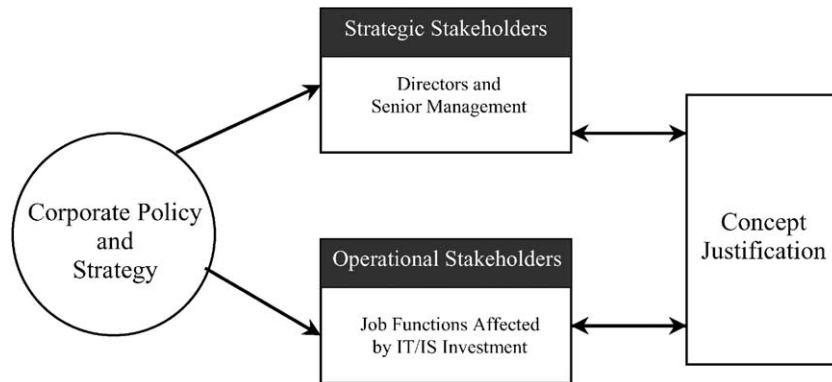 Strategic Stakeholders
Directors and
Senior Management
Corporate Policy
and
Strategy
Concept
Justification
Operational Stakeholders
Job Functions Affected
by IT/IS Investment